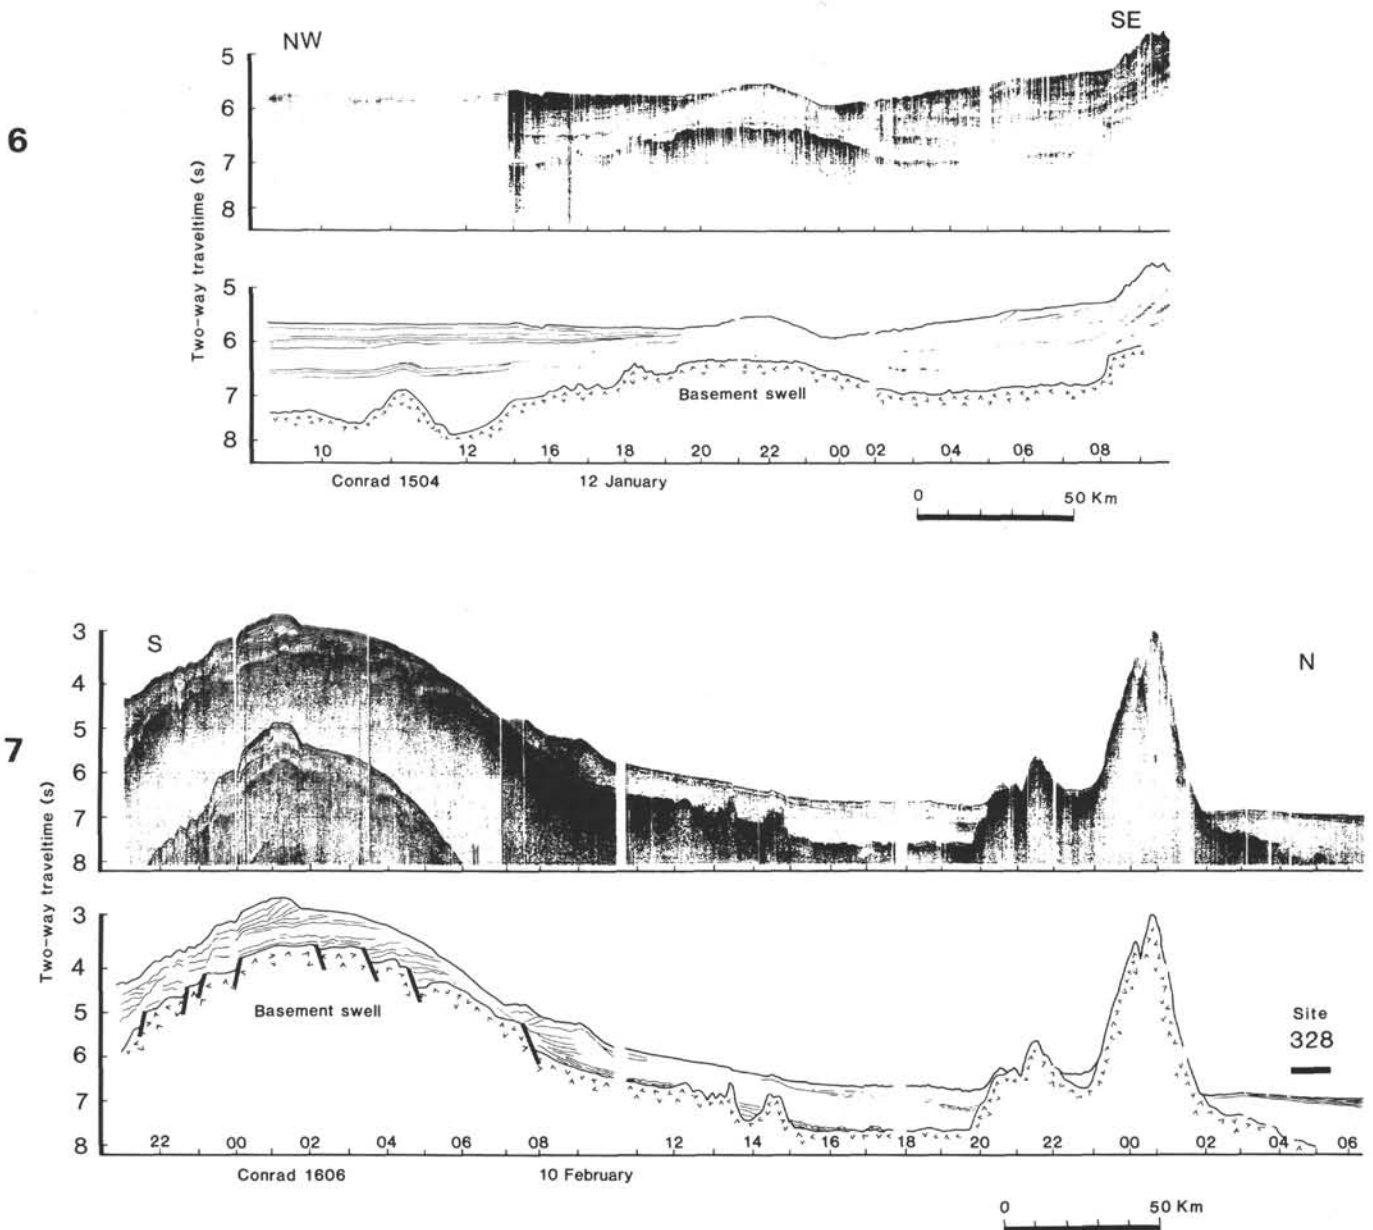 NW
SE
6
Two-way traveltime (s)
5
6
7
8
5
6
7
8
Basement swell
10 12 16 18 20 22 00 02 04 06 08
Conrad 1504 12 January
0 50 Km
7
Two-way traveltime (s)
S
N
3
4
5
6
7
8
3
4
5
6
7
8
Basement swell
Site
328
22 00 02 04 06 08 12 14 16 18 20 22 00 02 04 06
Conrad 1606 10 February
0 50 Km